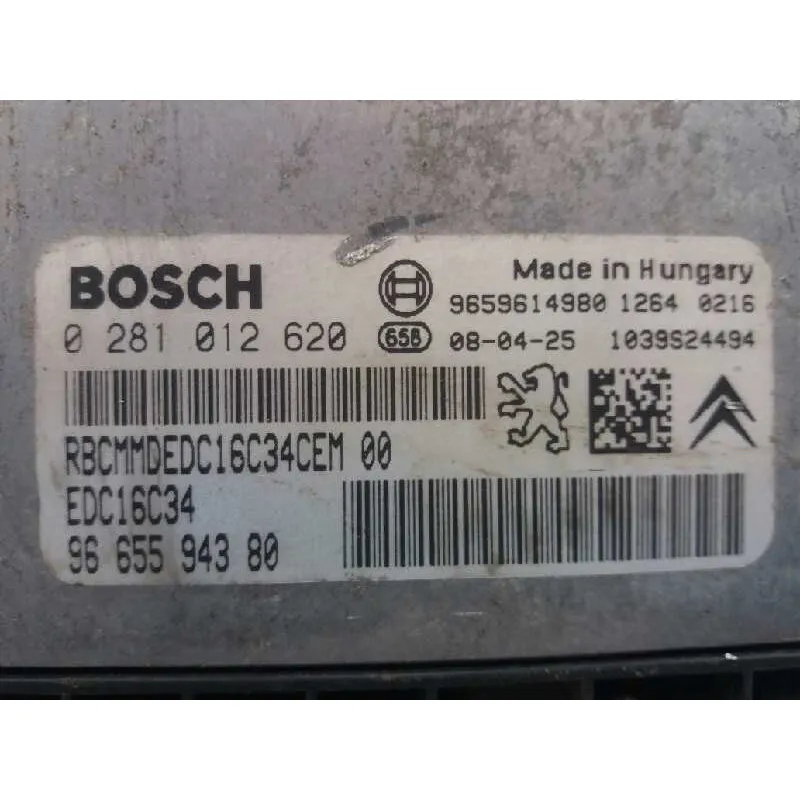 BOSCH
Made in Hungary
9659614980 1264 0216
0 281 012 620 658 08-04-25 1039S24494
RBCMMDEDC16C34CEM 00
EDC16C34
96 655 943 80